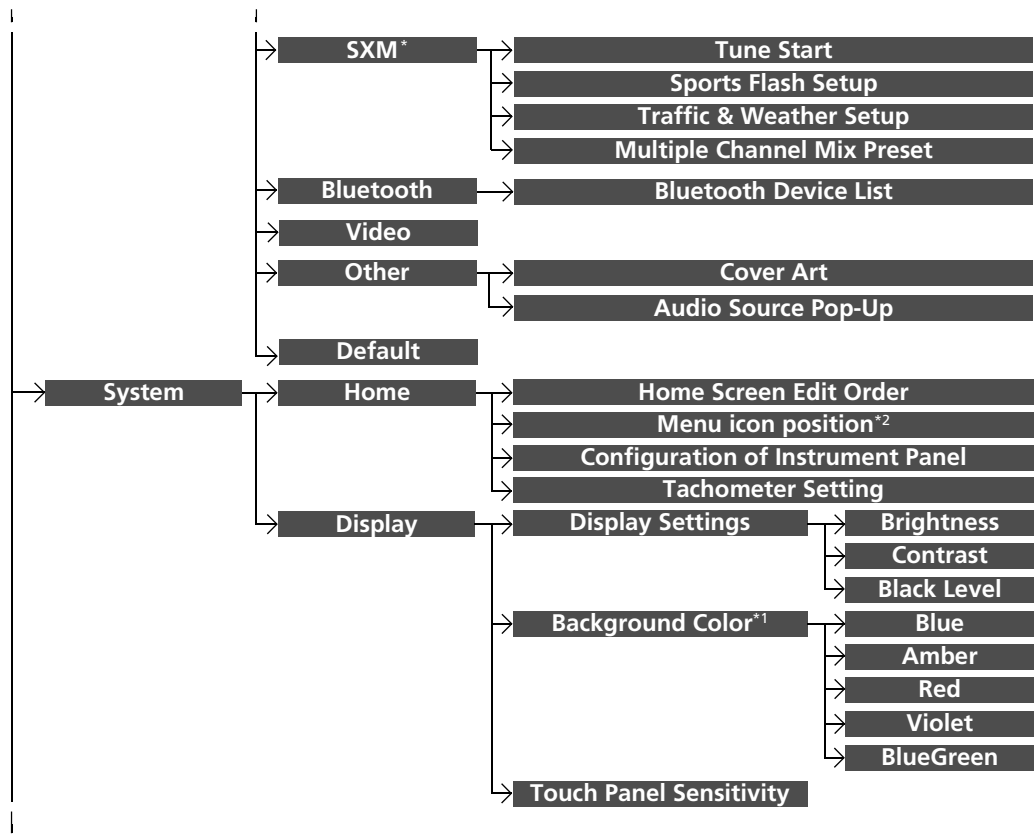 SXM*
Tune Start
Sports Flash Setup
Traffic & Weather Setup
Multiple Channel Mix Preset
Bluetooth
Bluetooth Device List
Video
Other
Cover Art
Audio Source Pop-Up
Default
System
Home
Home Screen Edit Order
Menu icon position*2
Configuration of Instrument Panel
Tachometer Setting
Display
Display Settings
Brightness
Contrast
Black Level
Background Color*1
Blue
Amber
Red
Violet
BlueGreen
Touch Panel Sensitivity